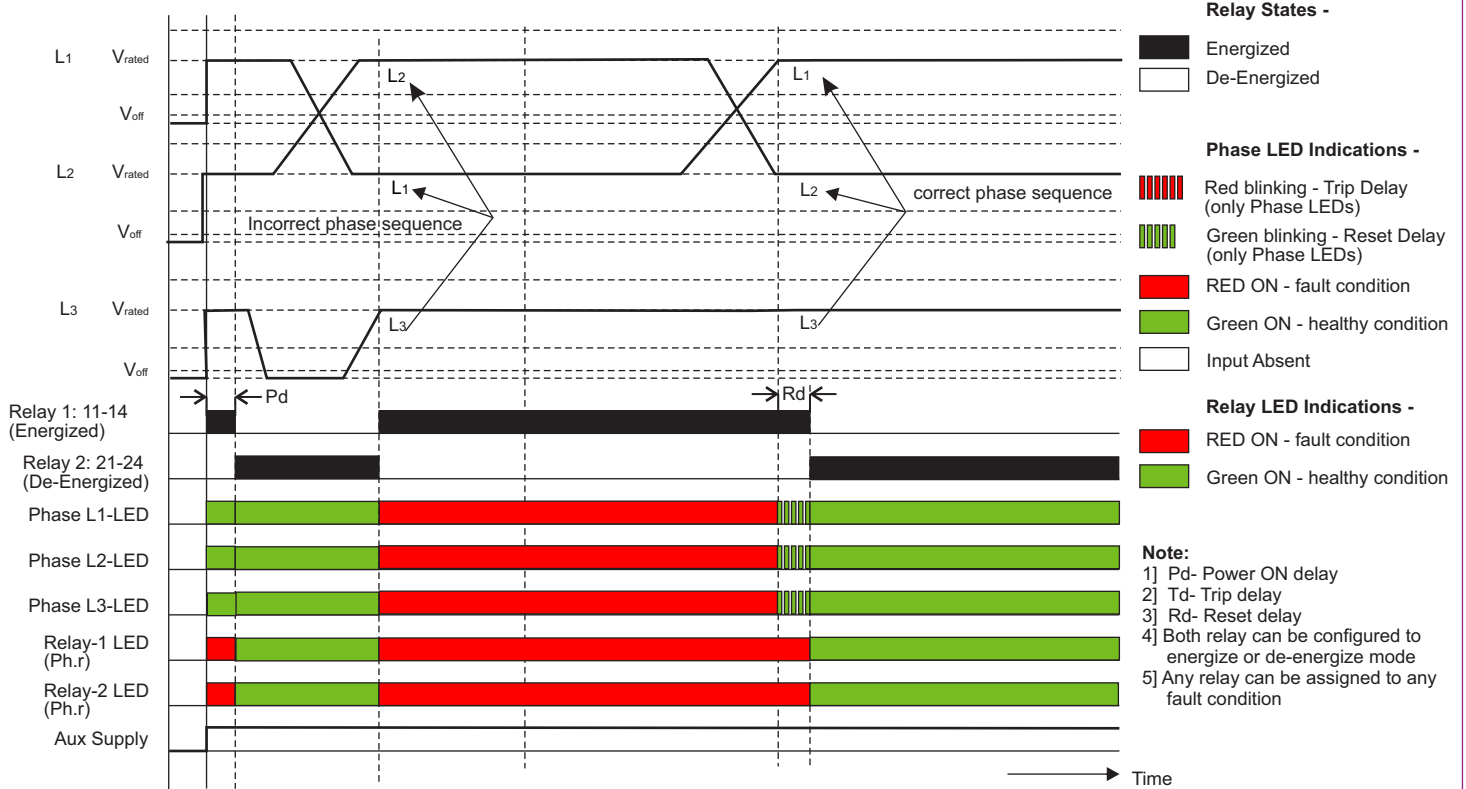 L1 Vrated
Voff
L2 Vrated
Voff
L3 Vrated
Voff
L2
L1
Incorrect phase sequence
L3
L1
L2
correct phase sequence
L3
Pd
Rd
Relay 1: 11-14
(Energized)
Relay 2: 21-24
(De-Energized)
Phase L1-LED
Phase L2-LED
Phase L3-LED
Relay-1 LED
(Ph.r)
Relay-2 LED
(Ph.r)
Aux Supply
Time
Relay States -
Energized
De-Energized
Phase LED Indications -
Red blinking - Trip Delay
(only Phase LEDs)
Green blinking - Reset Delay
(only Phase LEDs)
RED ON - fault condition
Green ON - healthy condition
Input Absent
Relay LED Indications -
RED ON - fault condition
Green ON - healthy condition
Note:
1] Pd- Power ON delay
2] Td- Trip delay
3] Rd- Reset delay
4] Both relay can be configured to
energize or de-energize mode
5] Any relay can be assigned to any
fault condition